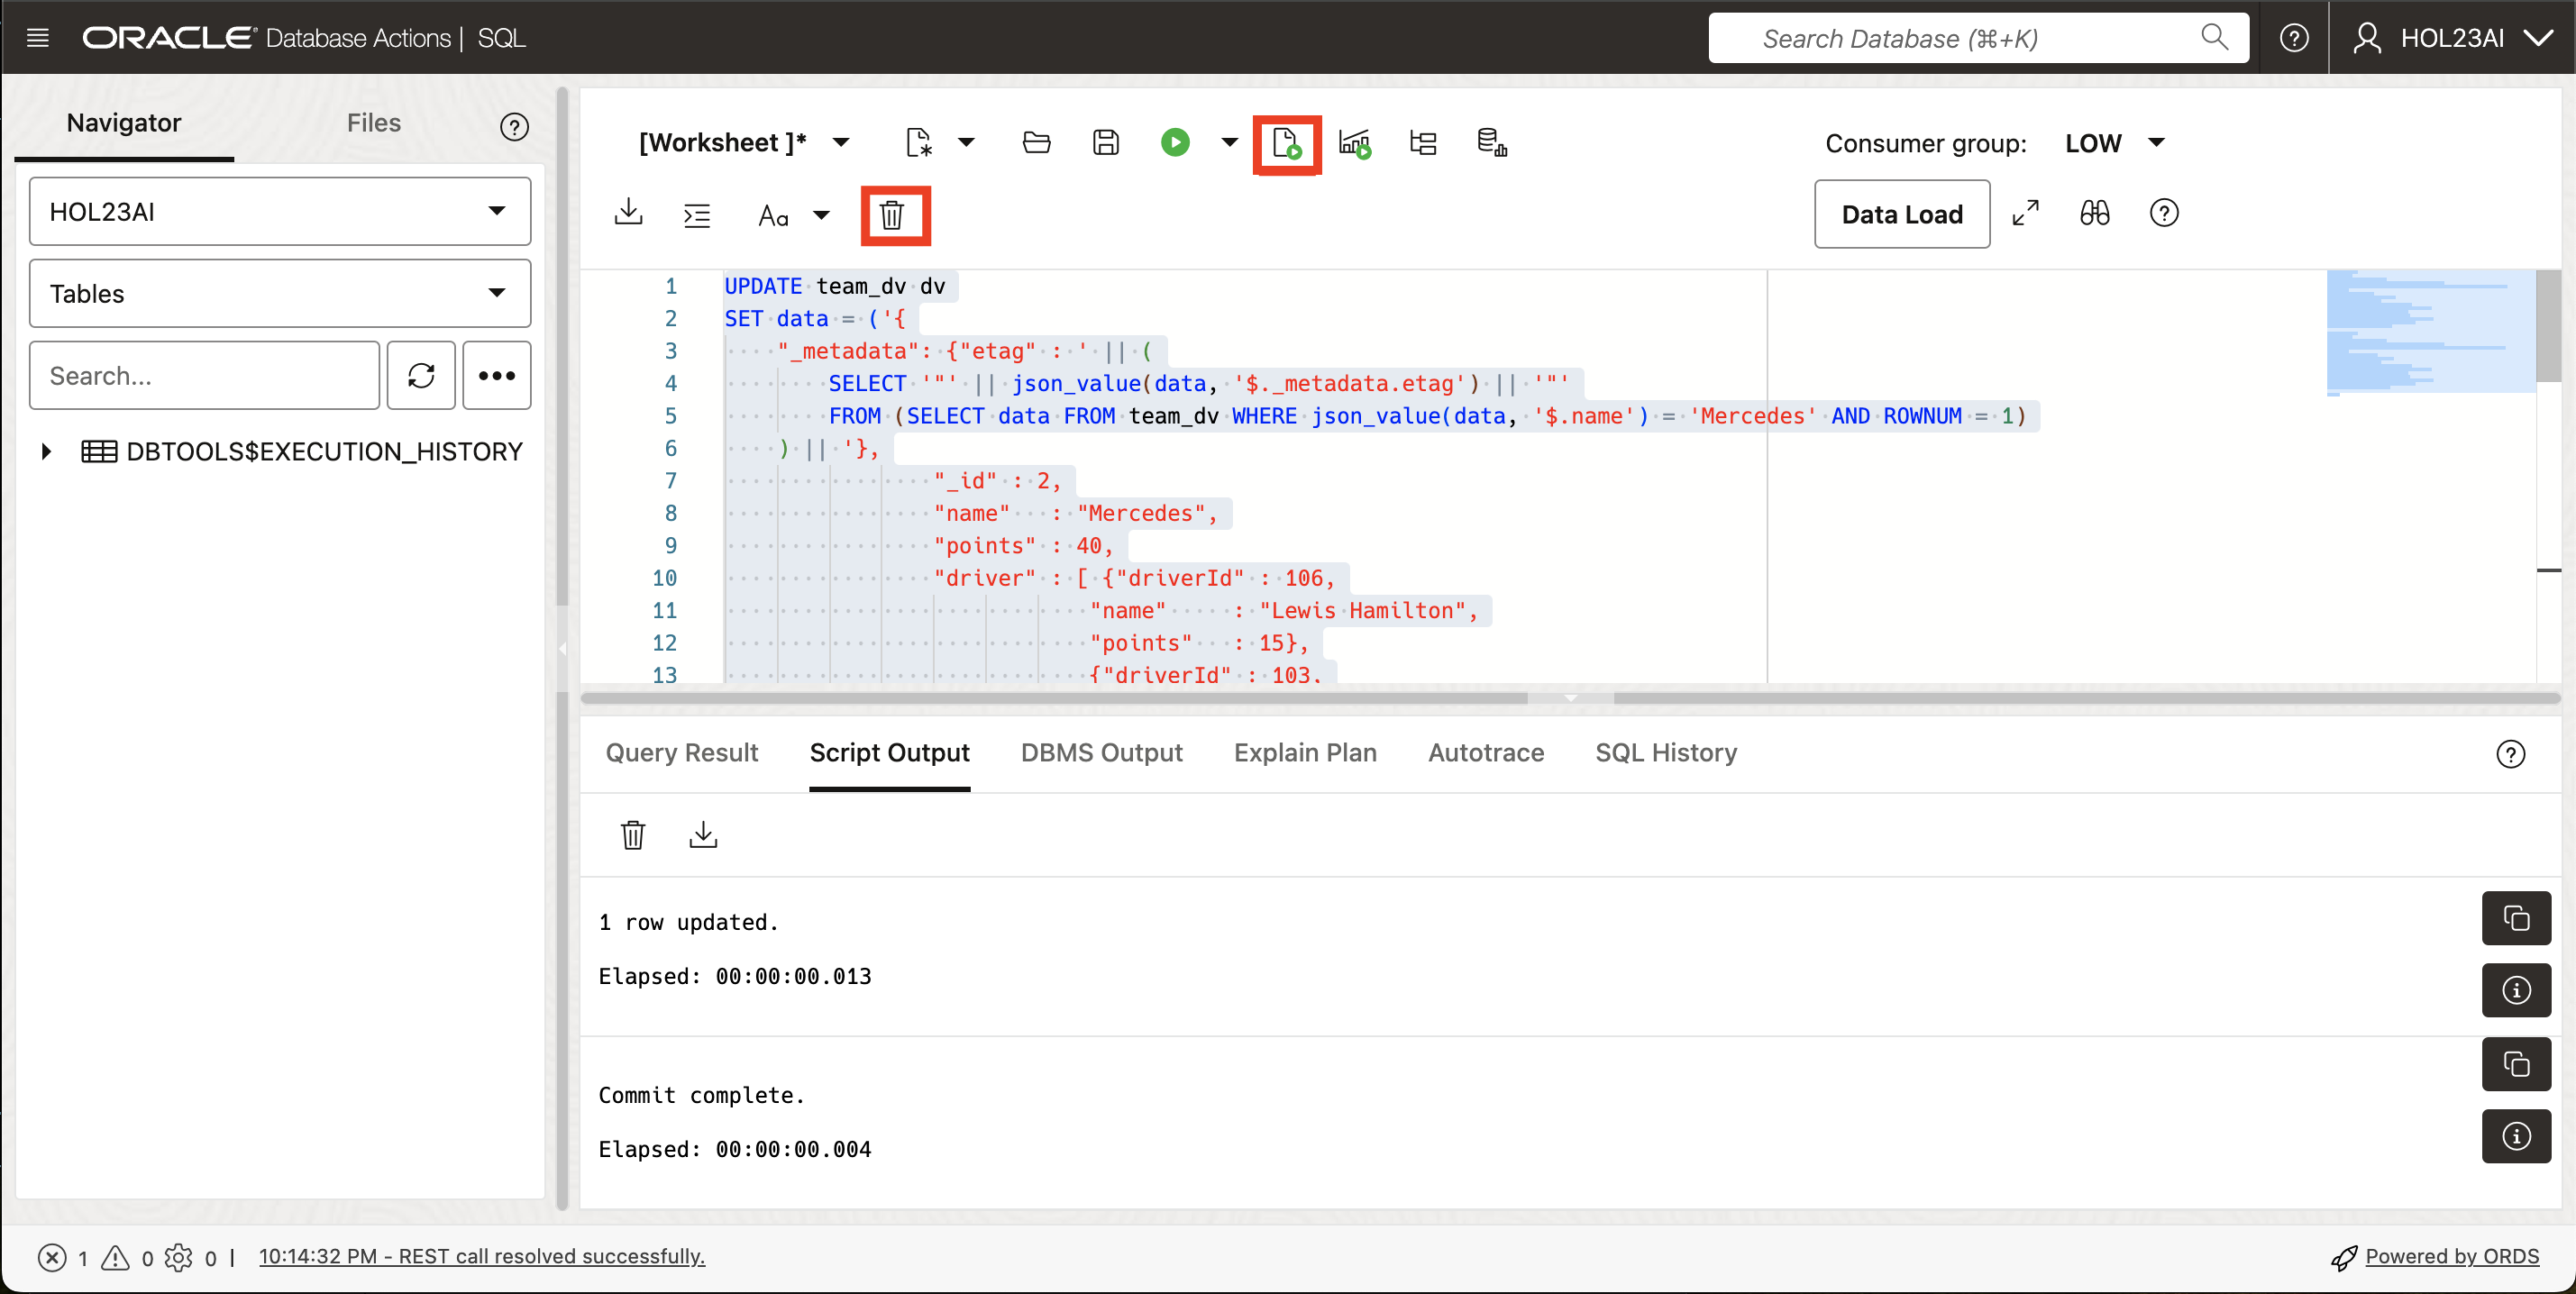 ORACLE Database Actions | SQL
Search Database (⌘+K)
HOL23AI
Navigator
Files
HOL23AI
Tables
Search...
DBTOOLS$EXECUTION_HISTORY
[Worksheet ]*
Consumer group: LOW
Aa
Data Load
1 UPDATE team_dv dv
2 SET data = ('{
3 "_metadata": {"etag" : ' || (
4 SELECT '"' || json_value(data, '$._metadata.etag') || '"'
5 FROM (SELECT data FROM team_dv WHERE json_value(data, '$.name') = 'Mercedes' AND ROWNUM = 1)
6 ) || '},
7 "_id" : 2,
8 "name" : "Mercedes",
9 "points" : 40,
10 "driver" : [ {"driverId" : 106,
11 "name" : "Lewis Hamilton",
12 "points" : 15},
13 {"driverId" : 103,
Query Result
Script Output
DBMS Output
Explain Plan
Autotrace
SQL History
1 row updated.
Elapsed: 00:00:00.013
Commit complete.
Elapsed: 00:00:00.004
1 0 0 | 10:14:32 PM - REST call resolved successfully.
Powered by ORDS